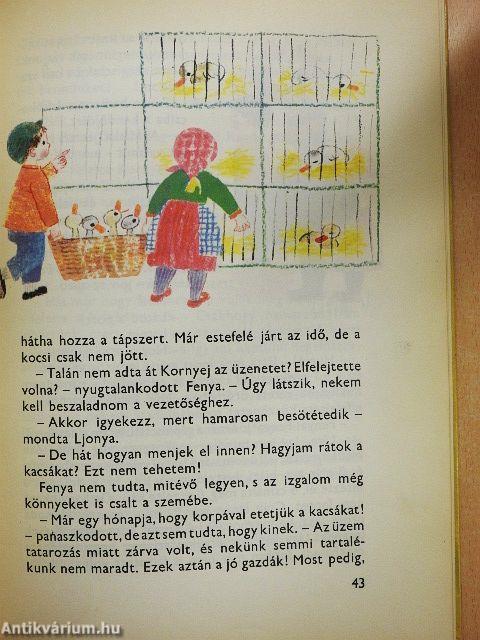 hátha hozza a tápszert. Már estefelé járt az idő, de a
kocsi csak nem jött.
– Talán nem adta át Kornyej az üzenetet? Elfelejtette
volna? – nyugtalankodott Fenya. – Úgy látszik, nekem
kell beszaladnom a vezetőséghez.
– Akkor igyekezz, mert hamarosan besötétedik –
mondta Ljonya.
– De hát hogyan menjek el innen? Hagyjam rátok a
kacsákat? Ezt nem tehetem!
Fenya nem tudta, mitévő legyen, s az izgalom még
könnyeket is csalt a szemébe.
– Már egy hónapja, hogy korpával etetjük a kacsákat!
– panaszkodott, de azt sem tudta, hogy kinek. – Az üzem
tatarozás miatt zárva volt, és nekünk semmi tartalé-
kunk nem maradt. Ezek aztán a jó gazdák! Most pedig,
43
Antikvárium.hu